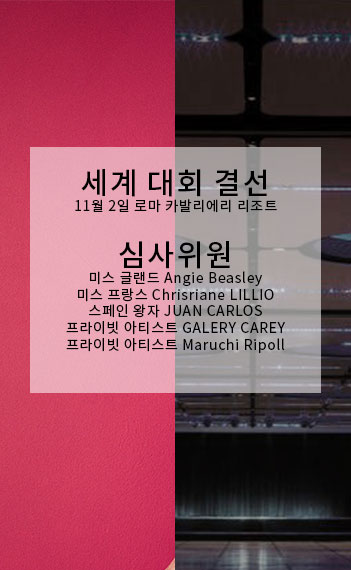 세계 대회 결선
11월 2일 로마 카발리에리 리조트
심사위원
미스 글랜드 Angie Beasley
미스 프랑스 Chrisriane LILLIO
스페인 왕자 JUAN CARLOS
프라이빗 아티스트 GALERY CAREY
프라이빗 아티스트 Maruchi Ripoll